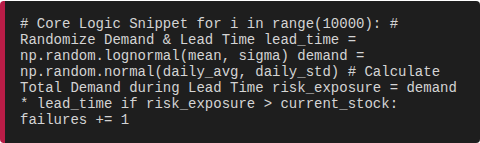 # Core Logic Snippet for i in range(10000): #
Randomize Demand & Lead Time lead_time =
np.random.lognormal(mean, sigma) demand =
np.random.normal(daily_avg, daily_std) # Calculate
Total Demand during Lead Time risk_exposure = demand
* lead_time if risk_exposure > current_stock:
failures += 1